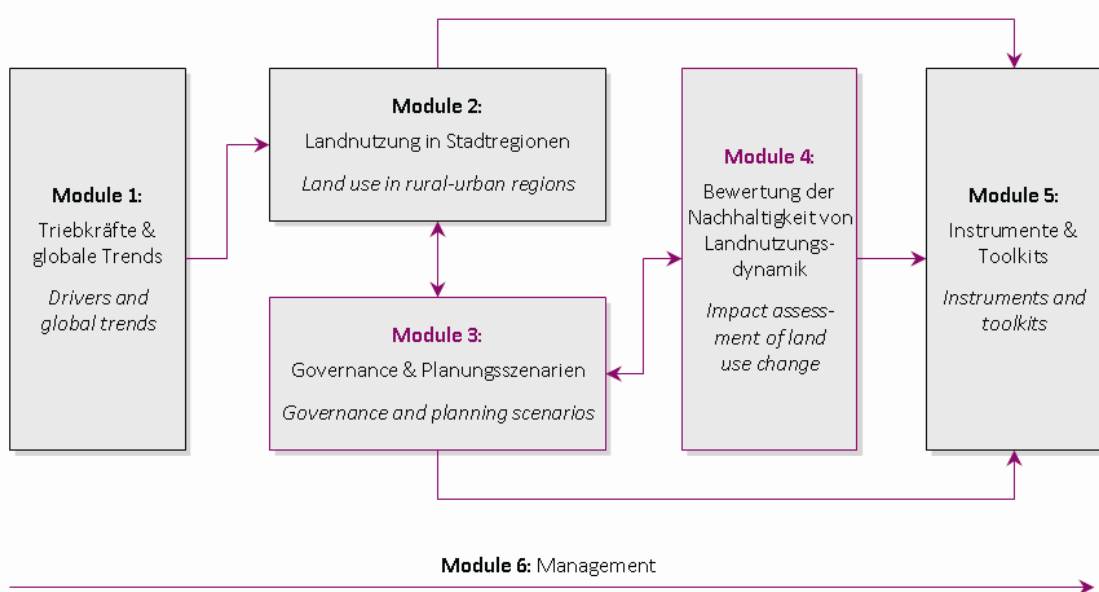 Module 1:
Triebkräfte &
globale Trends
Drivers and
global trends
Module 2:
Landnutzung in Stadtregionen
Land use in rural-urban regions
Module 3:
Governance & Planungsszenarien
Governance and planning scenarios
Module 4:
Bewertung der
Nachhaltigkeit von
Landnutzungs-
dynamik
Impact assess-
ment of land
use change
Module 5:
Instrumente &
Toolkits
Instruments and
toolkits
Module 6: Management